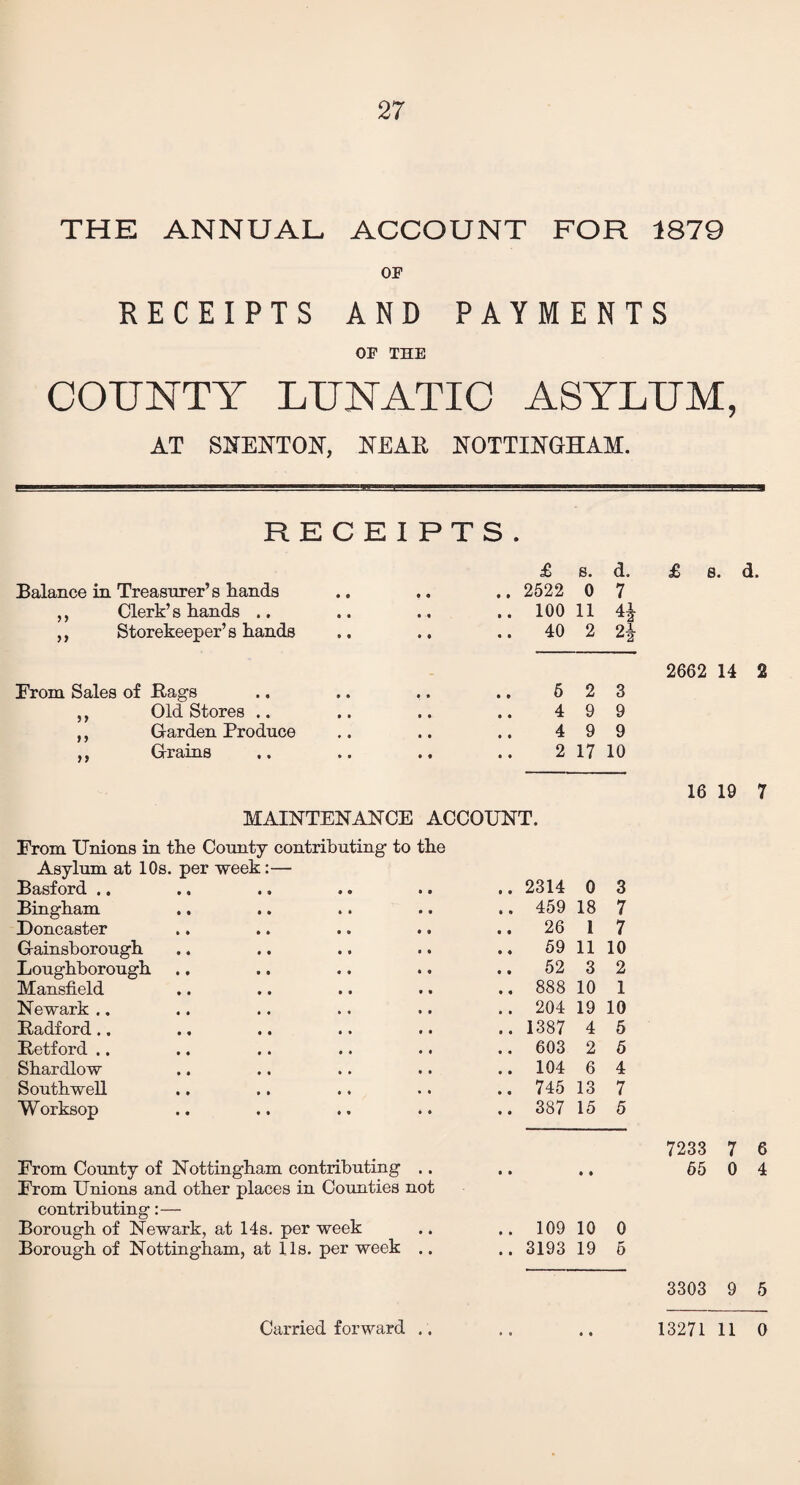 27
THE ANNUAL ACCOUNT FOR 1879
OF
RECEIPTS AND PAYMENTS
OF THE
COUNTY LUNATIC ASYLUM,
AT SNENTON, NEAR NOTTINGHAM.
RECEIPTS.
£ s. d. £ s. d.
Balance in Treasurer's hands .. .. .. 2522 0 7
,, Clerk's hands .. .. .. .. 100 11 4½
,, Storekeeper's hands .. .. .. 40 2 2½
2662 14 2
From Sales of Rags .. .. .. .. 5 2 3
,, Old Stores .. .. .. .. 4 9 9
,, Garden Produce .. .. .. 4 9 9
,, Grains .. .. .. .. 2 17 10
16 19 7
MAINTENANCE ACCOUNT.
From Unions in the County contributing to the
Asylum at 10s. per week:—
Basford .. .. .. .. .. .. 2314 0 3
Bingham .. .. .. .. .. 459 18 7
Doncaster .. .. .. .. .. 26 1 7
Gainsborough .. .. .. .. .. 59 11 10
Loughborough .. .. .. .. .. 52 3 2
Mansfield .. .. .. .. .. 888 10 1
Newark .. .. .. .. .. .. 204 19 10
Radford .. .. .. .. .. .. 1387 4 5
Retford .. .. .. .. .. .. 603 2 5
Shardlow .. .. .. .. .. 104 6 4
Southwell .. .. .. .. .. 745 13 7
Worksop .. .. .. .. .. 387 15 5
7233 7 6
From County of Nottingham contributing .. .. .. 55 0 4
From Unions and other places in Counties not
contributing:—
Borough of Newark, at 14s. per week .. .. 109 10 0
Borough of Nottingham, at 11s. per week .. .. 3193 19 5
3303 9 5
Carried forward .. .. .. 13271 11 0